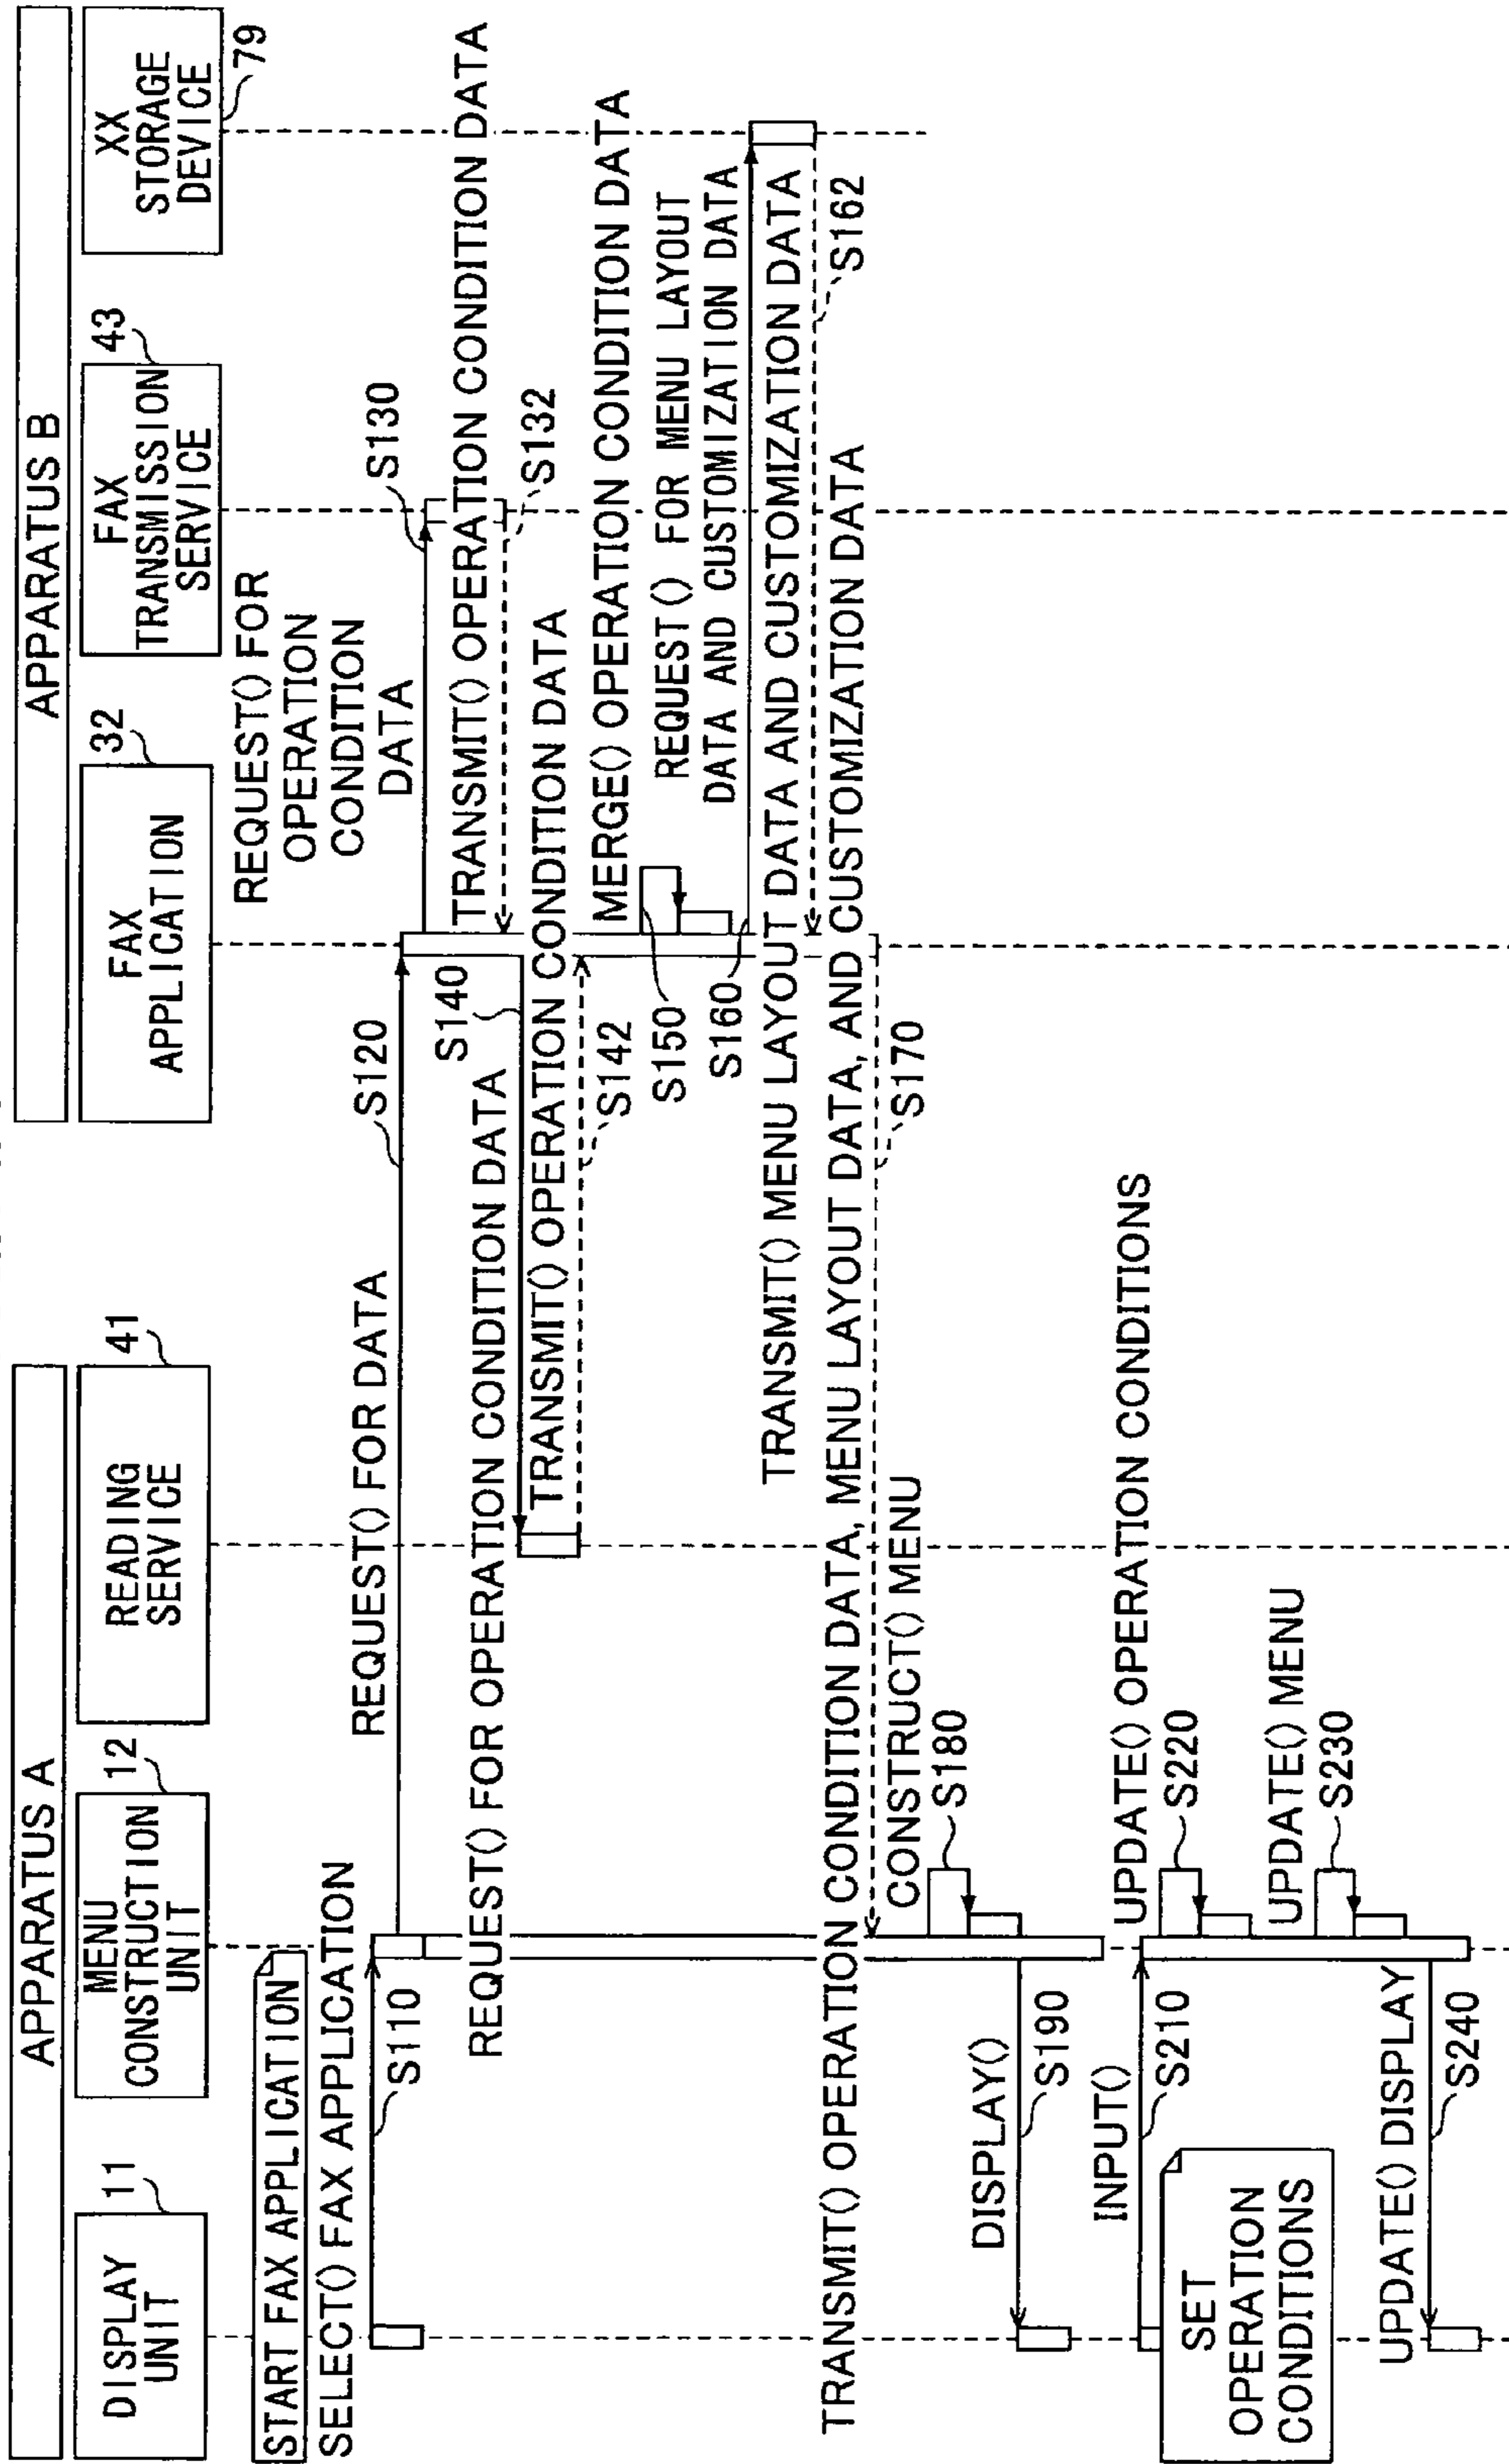 APPARATUS A
APPARATUS B
DISPLAY
UNIT
11
MENU
CONSTRUCTION
UNIT
12
READING
SERVICE
41
FAX
APPLICATION
32
FAX
TRANSMISSION
SERVICE
43
XX
STORAGE
DEVICE
79
START FAX APPLICATION
SELECT() FAX APPLICATION
S110
REQUEST() FOR DATA
S120
REQUEST() FOR
OPERATION
CONDITION
DATA
S130
TRANSMIT() OPERATION CONDITION DATA
S132
REQUEST() FOR OPERATION CONDITION DATA
S140
TRANSMIT() OPERATION CONDITION DATA
S142
MERGE() OPERATION CONDITION DATA
S150
REQUEST() FOR MENU LAYOUT
DATA AND CUSTOMIZATION DATA
S160
TRANSMIT() MENU LAYOUT DATA AND CUSTOMIZATION DATA
S162
TRANSMIT() OPERATION CONDITION DATA, MENU LAYOUT DATA, AND CUSTOMIZATION DATA
S170
CONSTRUCT() MENU
S180
DISPLAY()
S190
INPUT()
S210
SET
OPERATION
CONDITIONS
UPDATE() OPERATION CONDITIONS
S220
UPDATE() MENU
S230
UPDATE() DISPLAY
S240